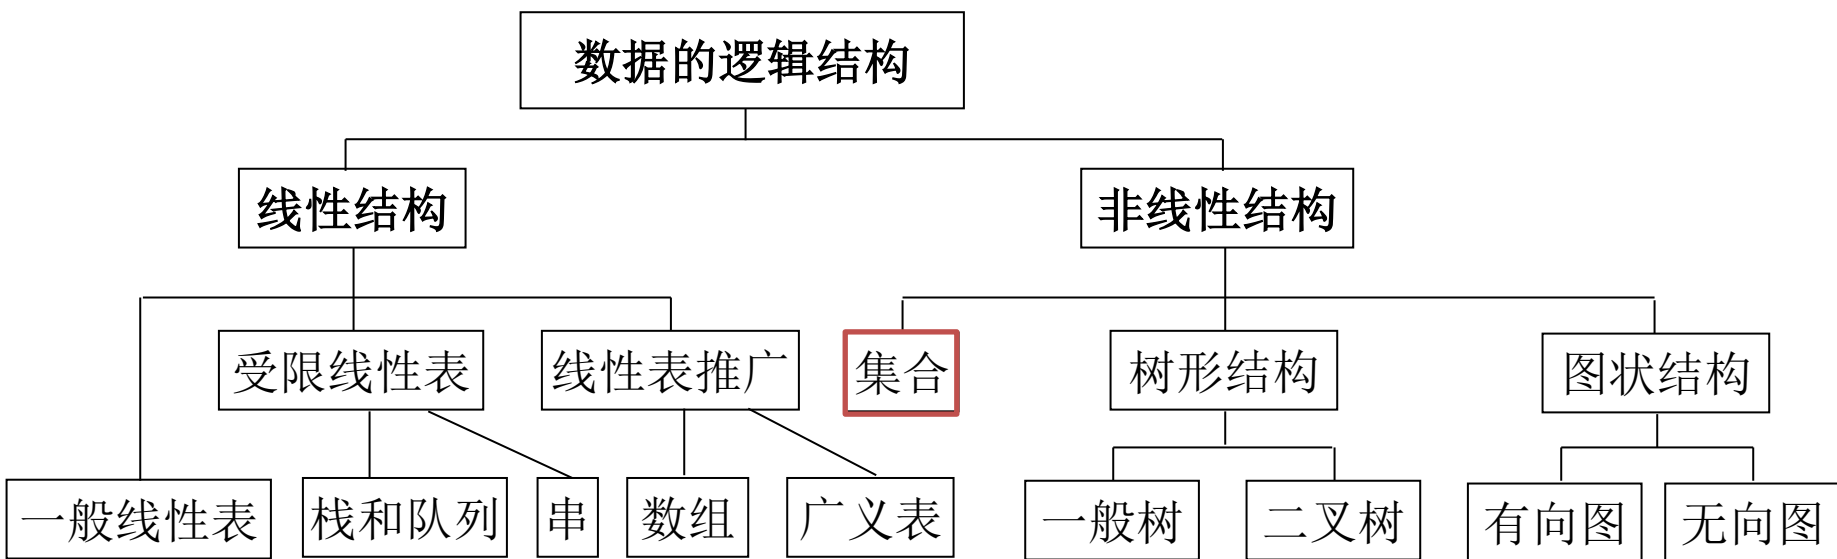 数据的逻辑结构
线性结构
非线性结构
受限线性表
线性表推广
集合
树形结构
图状结构
一般线性表
栈和队列
串
数组
广义表
一般树
二叉树
有向图
无向图